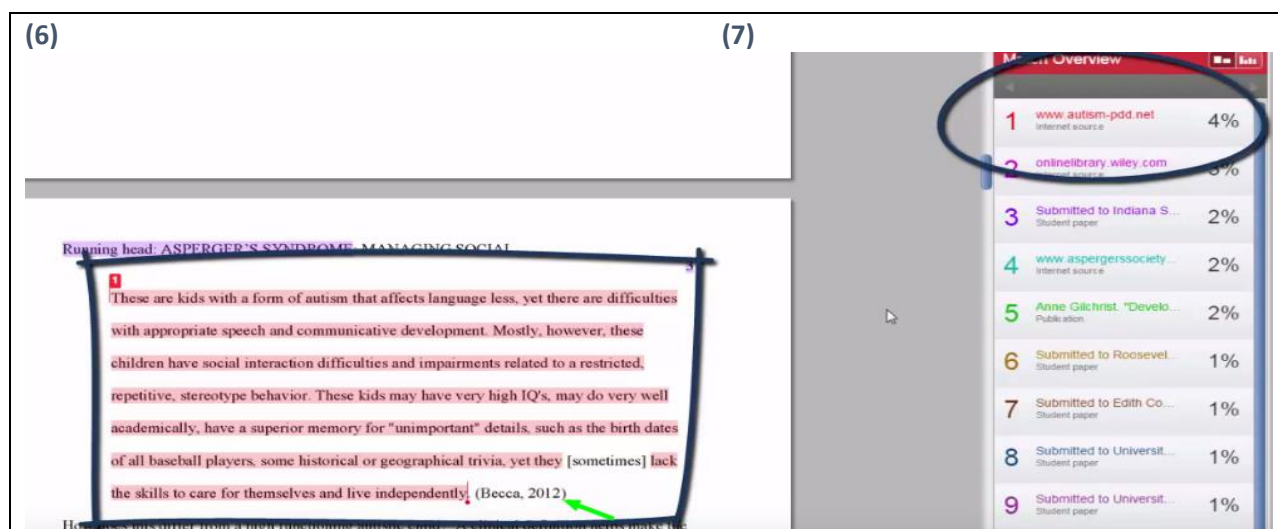 (6)
(7)
Match Overview
1 www.autism-pdd.net 4%
Internet source
2 onlinelibrary.wiley.com 3%
Internet source
3 Submitted to Indiana S... 2%
Student paper
4 www.aspergerssociety... 2%
Internet source
5 Anne Gilchrist. "Develo... 2%
Publication
6 Submitted to Roosevel... 1%
Student paper
7 Submitted to Edith Co... 1%
Student paper
8 Submitted to Universit... 1%
Student paper
9 Submitted to Universit... 1%
Student paper
Running head: ASPERGER'S SYNDROME: MANAGING SOCIAL
3
1
These are kids with a form of autism that affects language less, yet there are difficulties
with appropriate speech and communicative development. Mostly, however, these
children have social interaction difficulties and impairments related to a restricted,
repetitive, stereotype behavior. These kids may have very high IQ's, may do very well
academically, have a superior memory for "unimportant" details, such as the birth dates
of all baseball players, some historical or geographical trivia, yet they [sometimes] lack
the skills to care for themselves and live independently. (Becca, 2012)